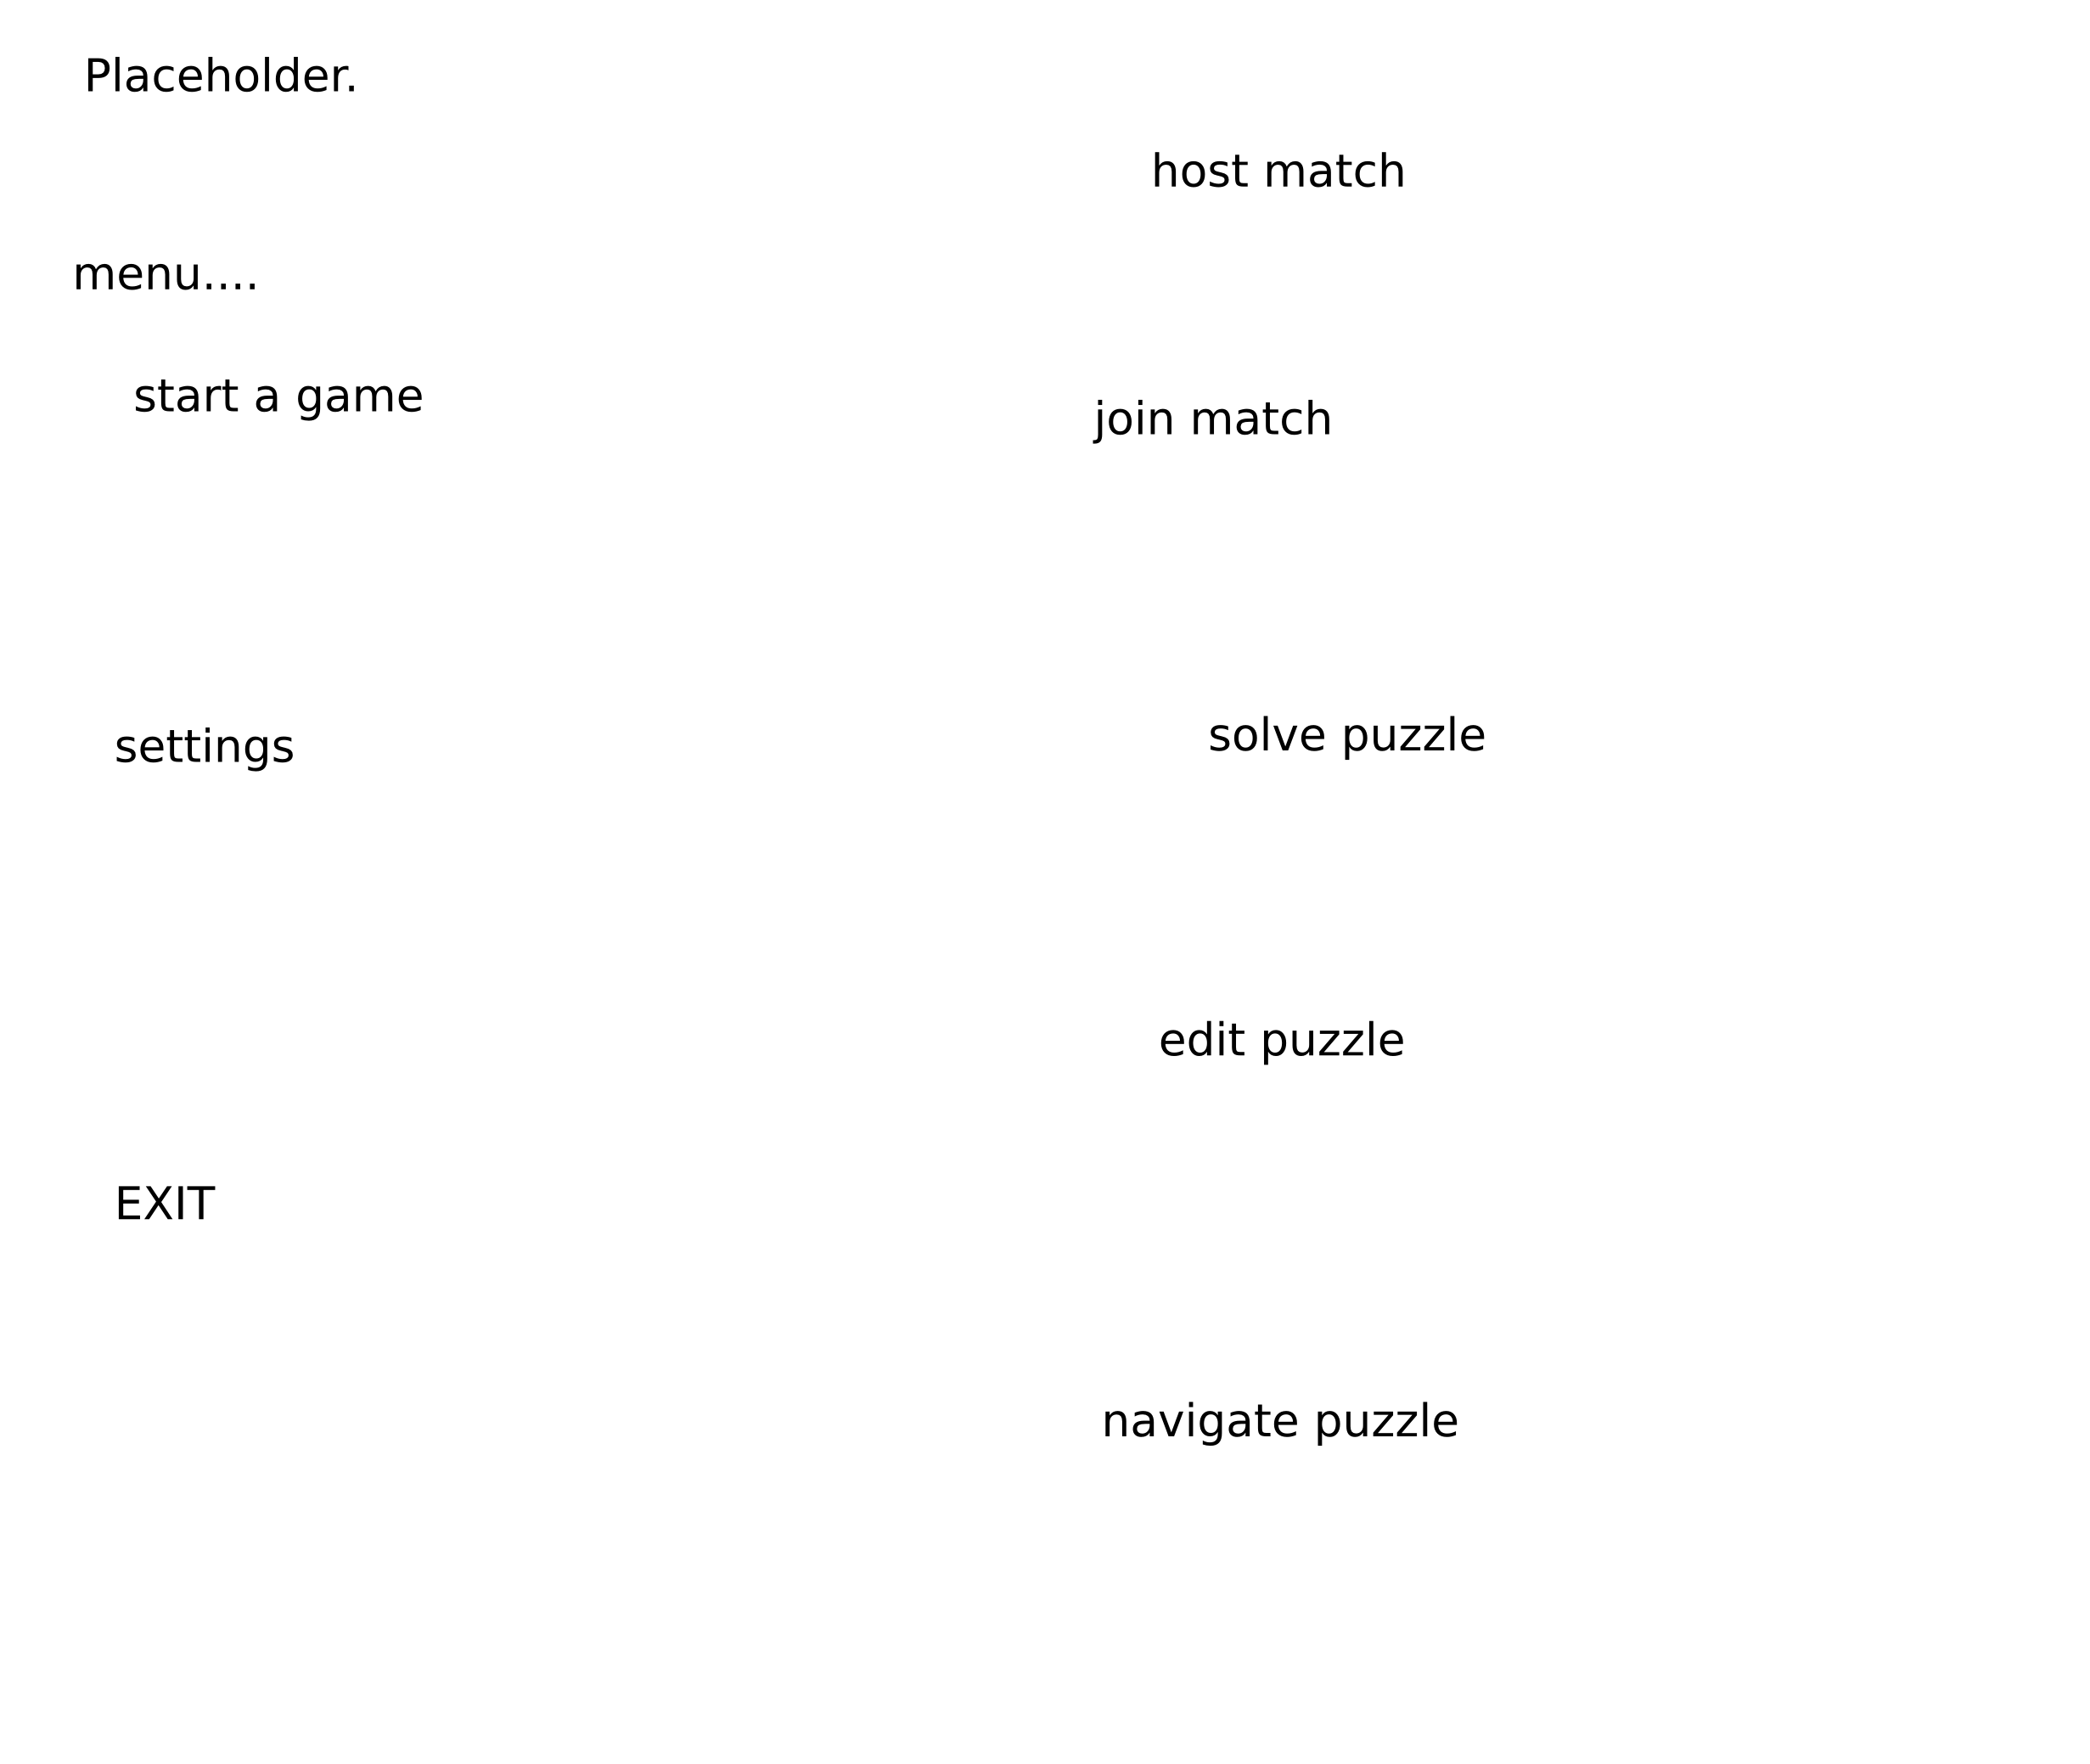 Placeholder.
menu....
start a game
settings
EXIT
host match
join match
solve puzzle
edit puzzle
navigate puzzle